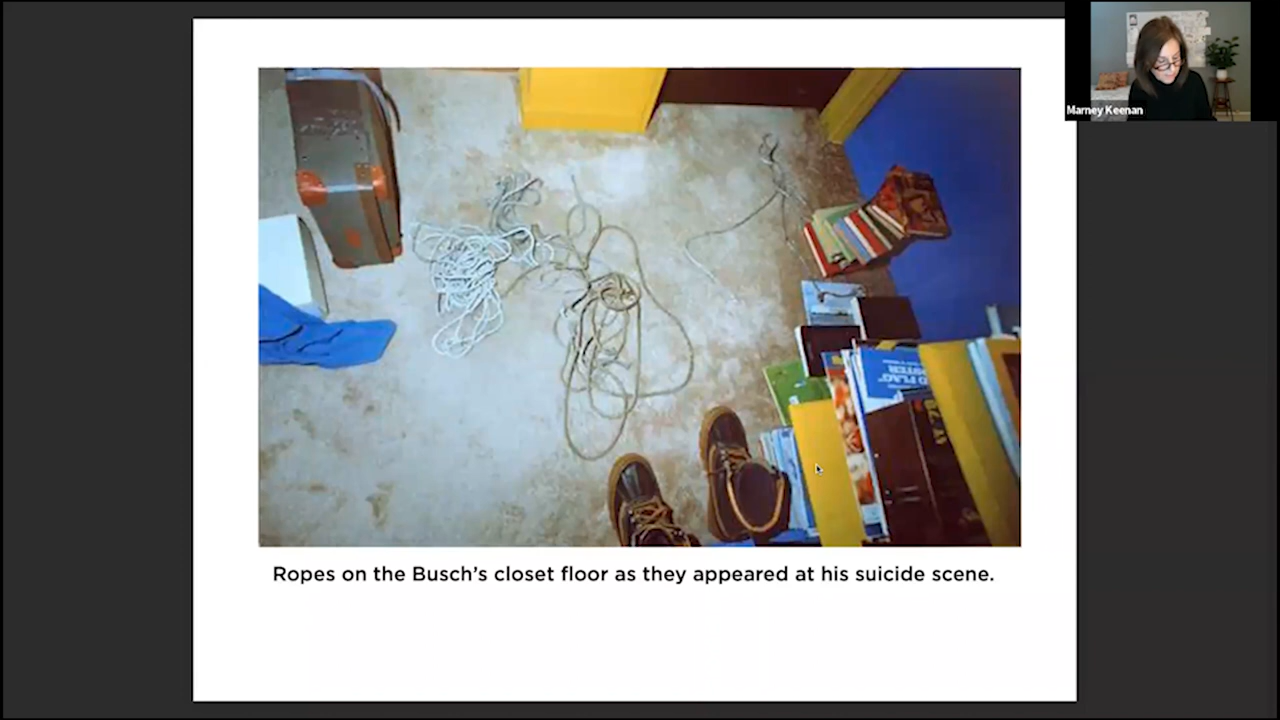 Marney Keenan
Ropes on the Busch's closet floor as they appeared at his suicide scene.